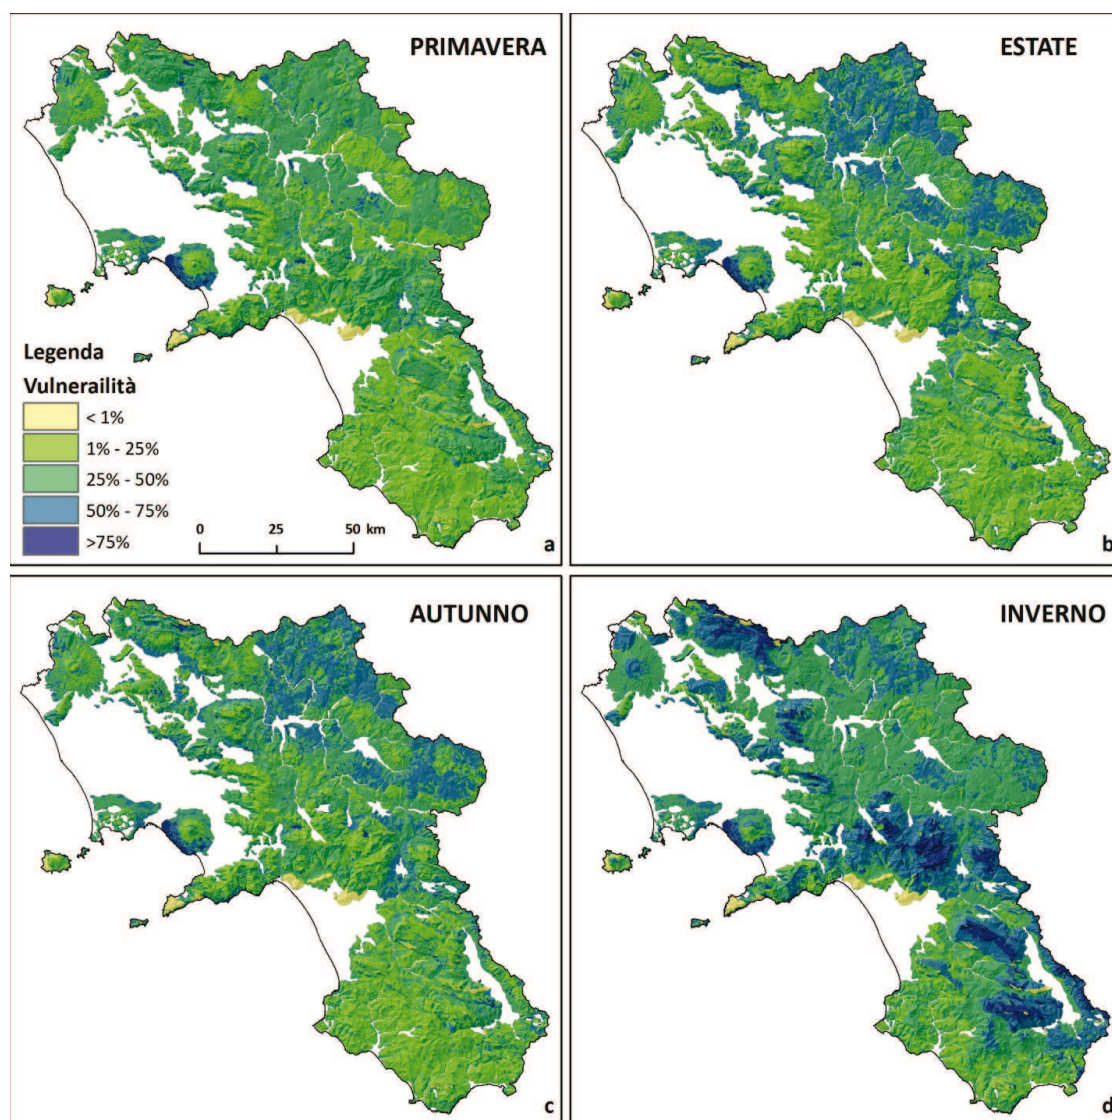 PRIMAVERA
Legenda
Vulnerailità
< 1%
1% - 25%
25% - 50%
50% - 75%
>75%
0 25 50 km
a
ESTATE
b
AUTUNNO
c
INVERNO
d